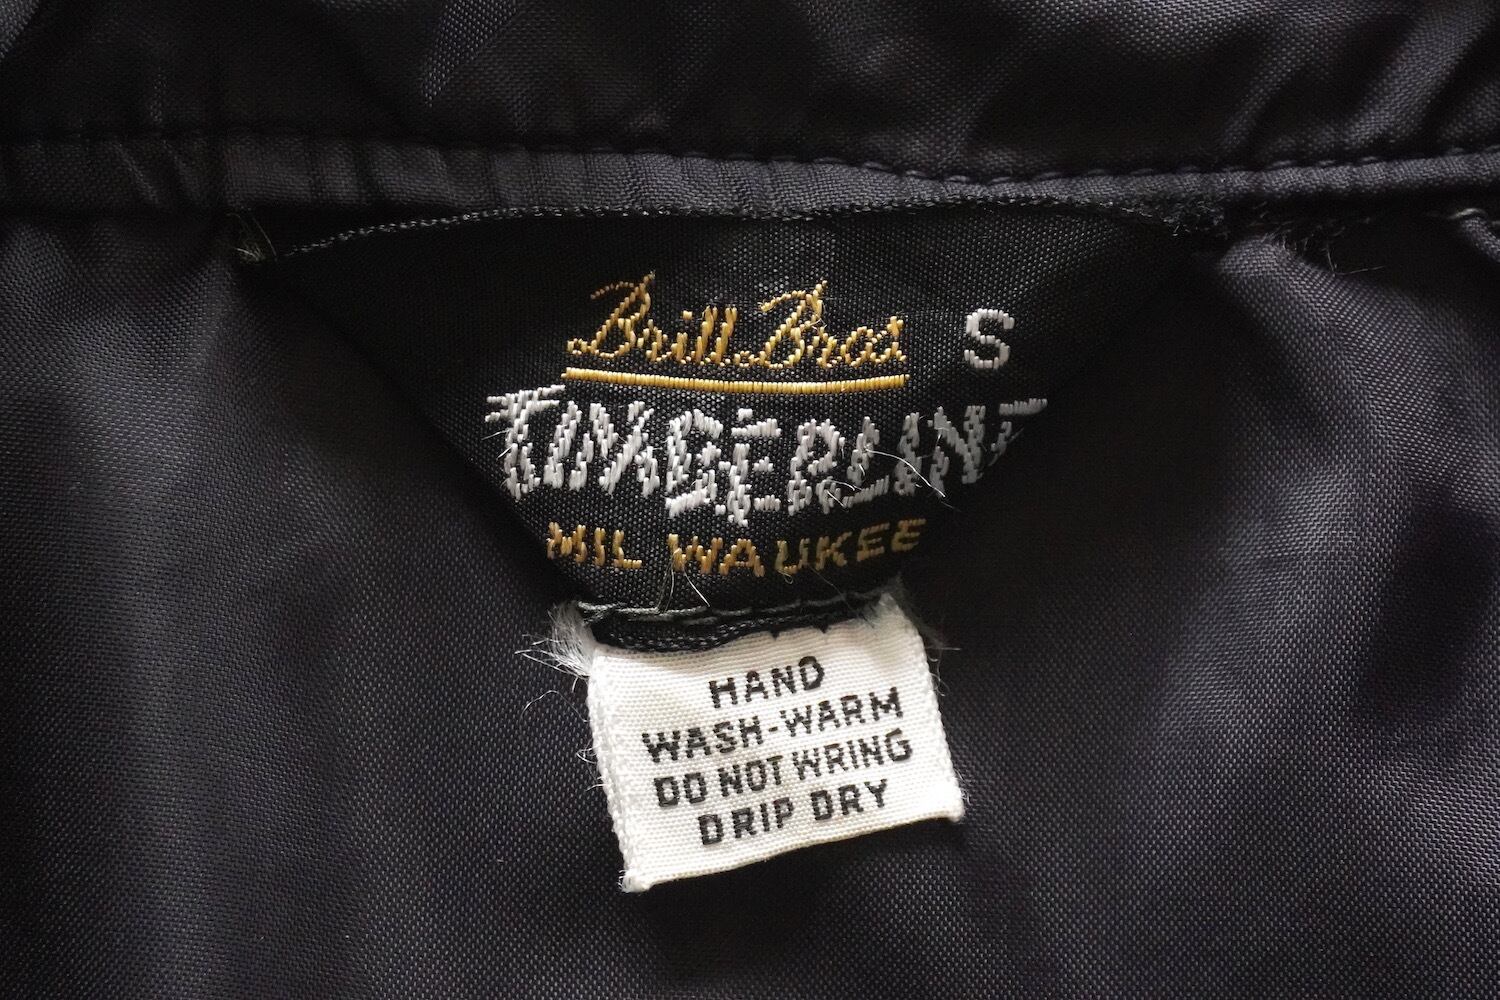 Brill Bros S
TIMBERLINE
MILWAUKEE
HAND
WASH-WARM
DO NOT WRING
DRIP DRY